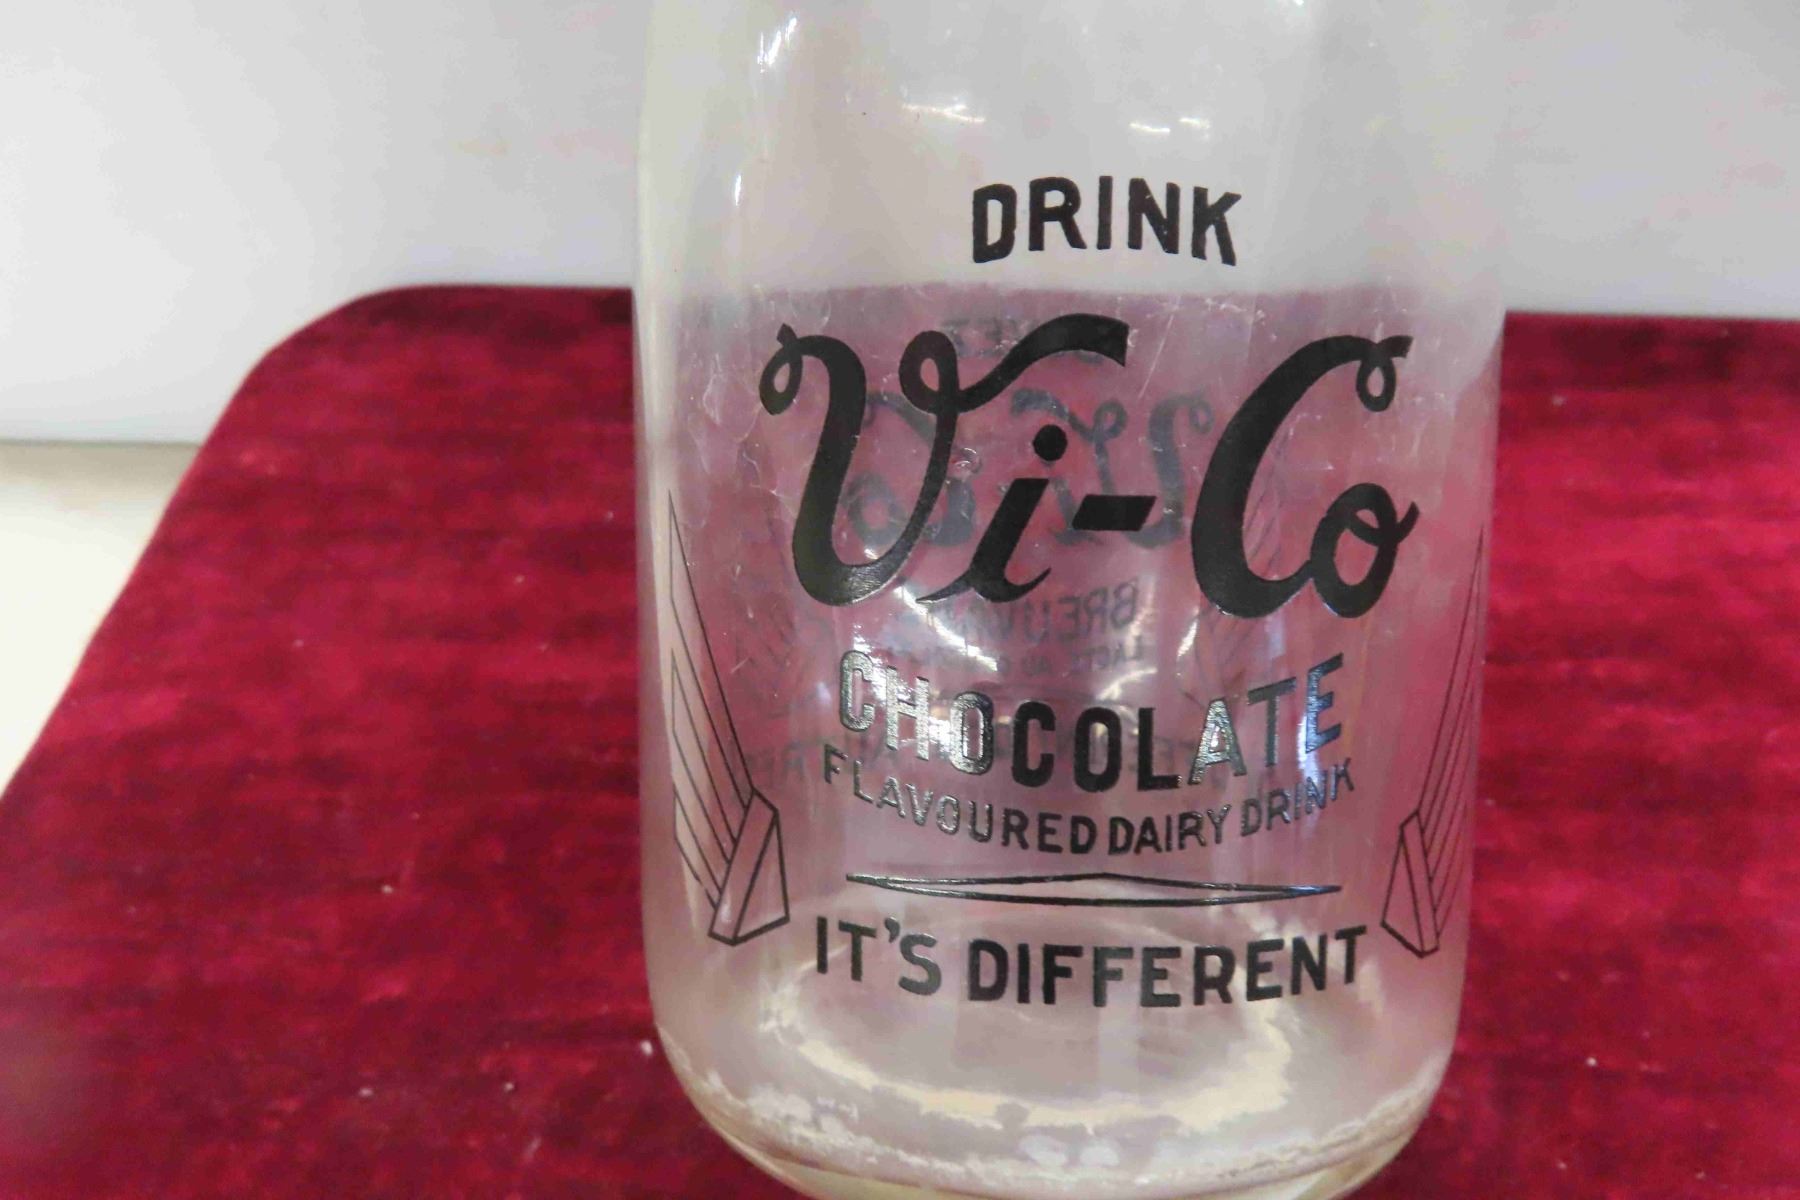 DRINK
Vi-Co
CHOCOLATE
FLAVOURED DAIRY DRINK
IT'S DIFFERENT